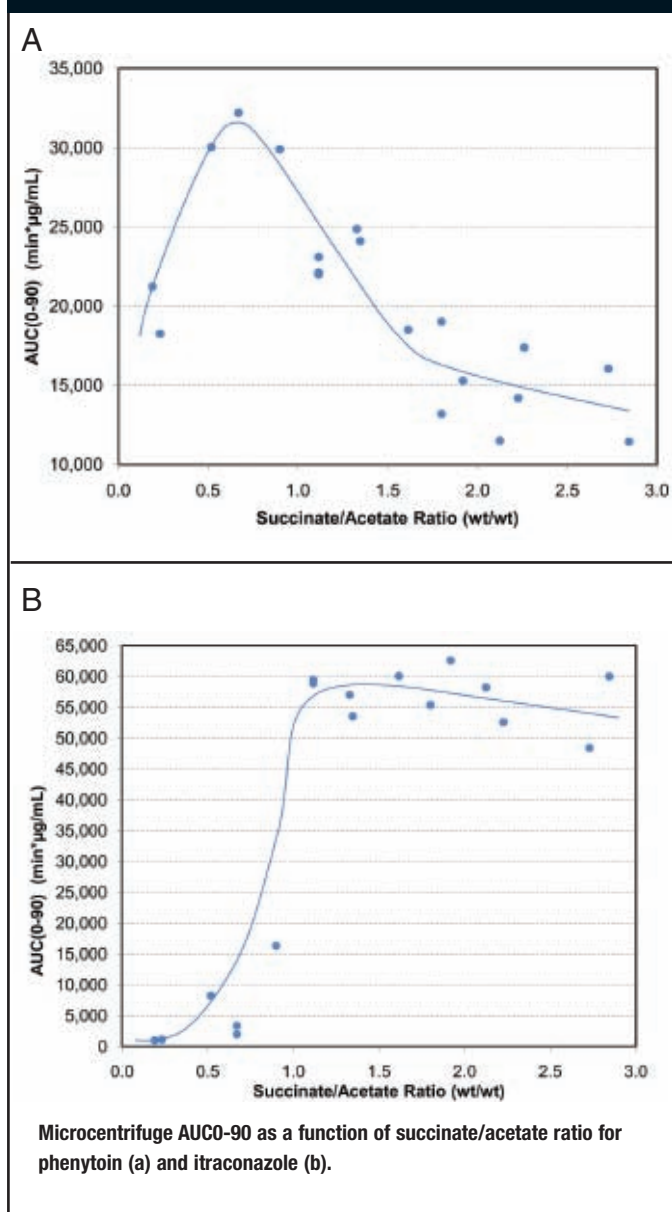 A
35,000
30,000
25,000
20,000
15,000
10,000
AUC(0-90) (min*µg/mL)
0.0 0.5 1.0 1.5 2.0 2.5 3.0
Succinate/Acetate Ratio (wt/wt)
B
65,000
60,000
55,000
50,000
45,000
40,000
35,000
30,000
25,000
20,000
15,000
10,000
5,000
0
AUC(0-90) (min*µg/mL)
0.0 0.5 1.0 1.5 2.0 2.5 3.0
Succinate/Acetate Ratio (wt/wt)
Microcentrifuge AUC0-90 as a function of succinate/acetate ratio for
phenytoin (a) and itraconazole (b).